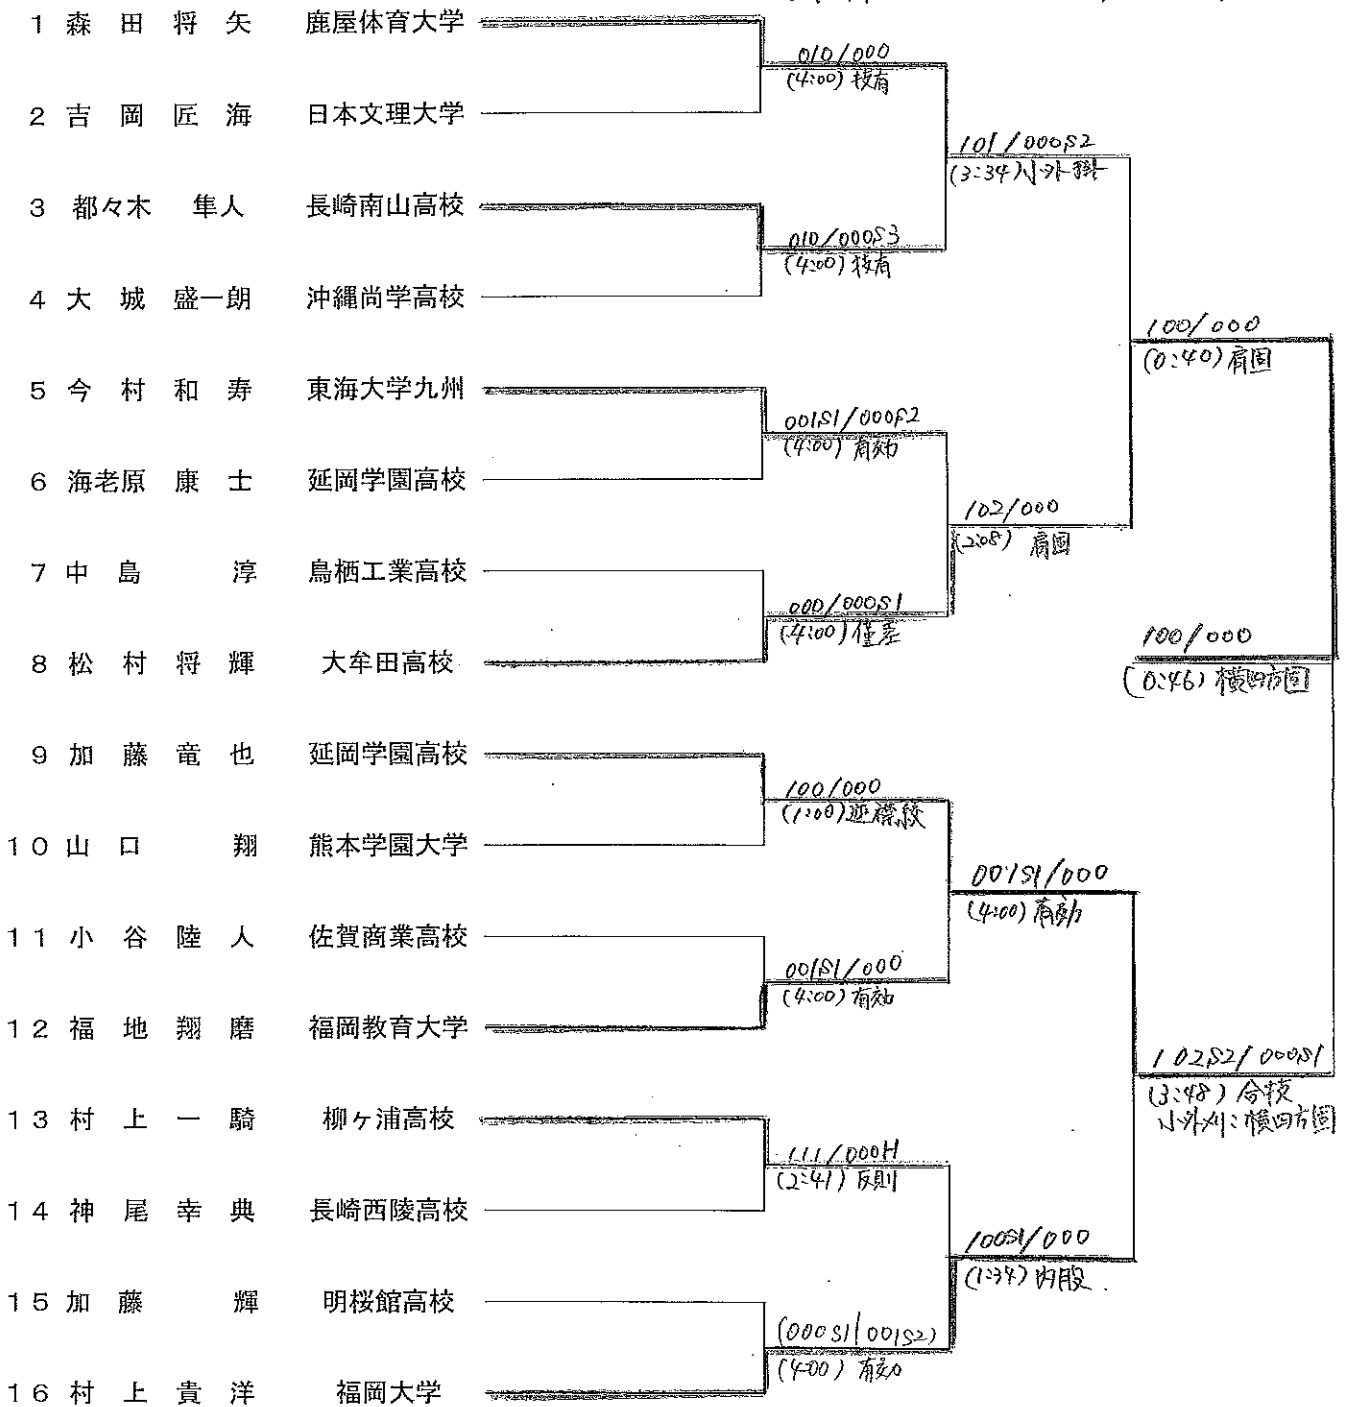 1 森田将矢 鹿屋体育大学
010/000
(4:00) 技有
2 吉岡匠海 日本文理大学
101/000S2
(3:34) 小外掛
3 都々木隼人 長崎南山高校
010/000S3
(4:00) 技有
4 大城盛一朗 沖縄尚学高校
100/000
(0:40) 肩固
5 今村和寿 東海大学九州
001S1/000S2
(4:00) 有効
6 海老原康士 延岡学園高校
102/000
(2:08) 肩固
7 中島淳 鳥栖工業高校
000/000S1
(4:00) 僅差
8 松村将輝 大牟田高校
100/000
(0:46) 横四方固
9 加藤竜也 延岡学園高校
100/000
(1:00) 逆襟絞
10 山口翔 熊本学園大学
001S1/000
(4:00) 有効
11 小谷陸人 佐賀商業高校
001S1/000
(4:00) 有効
12 福地翔磨 福岡教育大学
102S2/000S1
(3:48) 合技
小外刈:横四方固
13 村上一騎 柳ヶ浦高校
111/000H
(2:41) 反則
14 神尾幸典 長崎西陵高校
100S1/000
(1:34) 内股
15 加藤輝 明桜館高校
(000S1/001S2)
(4:00) 有効
16 村上貴洋 福岡大学